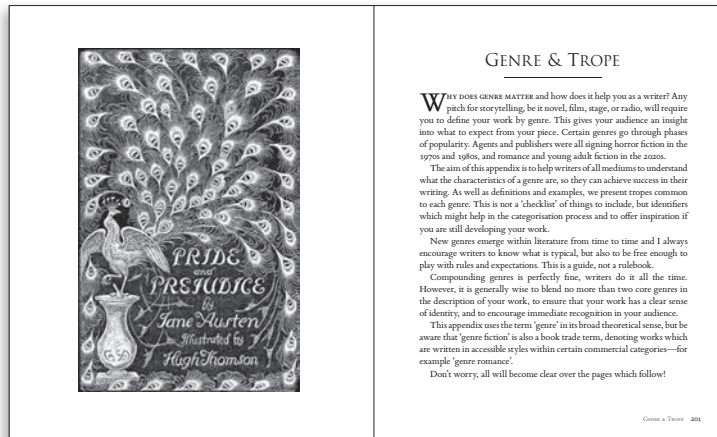 PRIDE
and
PREJUDICE
by
Jane Austen
Illustrated by
Hugh Thomson
GENRE & TROPE
WHY DOES GENRE MATTER and how does it help you as a writer? Any
pitch for storytelling, be it novel, film, stage, or radio, will require
you to define your work by genre. This gives your audience an insight
into what to expect from your piece. Certain genres go through phases
of popularity. Agents and publishers were all signing horror fiction in the
1970s and 1980s, and romance and young adult fiction in the 2020s.
The aim of this appendix is to help writers of all mediums to understand
what the characteristics of a genre are, so they can achieve success in their
writing. As well as definitions and examples, we present tropes common
to each genre. This is not a ‘checklist’ of things to include, but identifiers
which might help in the categorisation process and to offer inspiration if
you are still developing your work.
New genres emerge within literature from time to time and I always
encourage writers to know what is typical, but also to be free enough to
play with rules and expectations. This is a guide, not a rulebook.
Compounding genres is perfectly fine, writers do it all the time.
However, it is generally wise to blend no more than two core genres in
the description of your work, to ensure that your work has a clear sense
of identity, and to encourage immediate recognition in your audience.
This appendix uses the term ‘genre’ in its broad theoretical sense, but be
aware that ‘genre fiction’ is also a book trade term, denoting works which
are written in accessible styles within certain commercial categories—for
example ‘genre romance’.
Don’t worry, all will become clear over the pages which follow!
GENRE & TROPE 201